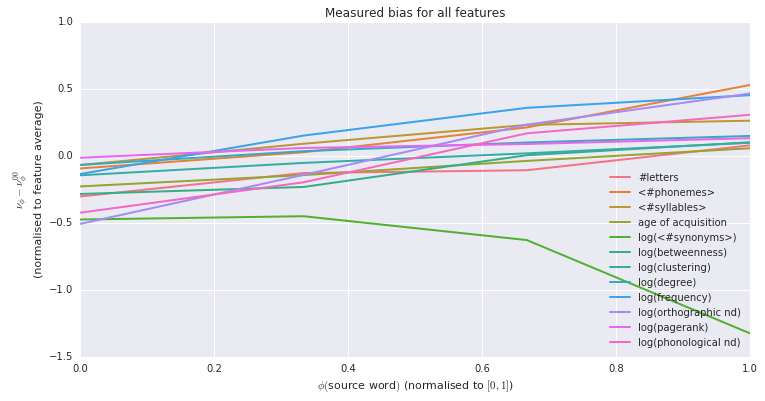 Measured bias for all features
1.0
0.5
0.0
−0.5
−1.0
−1.5
ν_ϕ − ν_ϕ^00
(normalised to feature average)
#letters
<#phonemes>
<#syllables>
age of acquisition
log(<#synonyms>)
log(betweenness)
log(clustering)
log(degree)
log(frequency)
log(orthographic nd)
log(pagerank)
log(phonological nd)
0.0 0.2 0.4 0.6 0.8 1.0
ϕ(source word) (normalised to [0, 1])